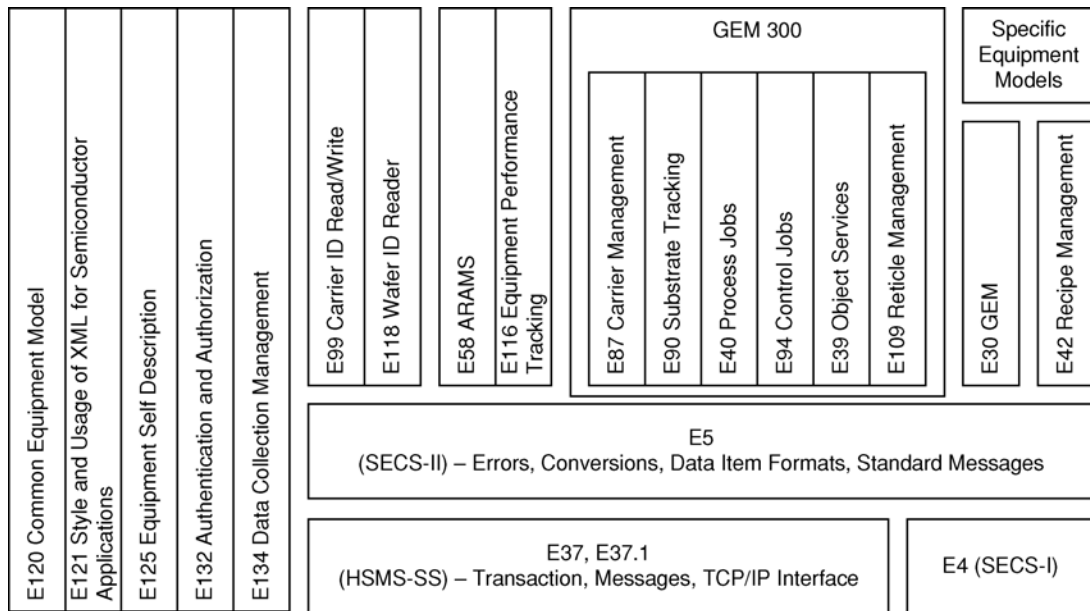 E120 Common Equipment Model
E121 Style and Usage of XML for Semiconductor
Applications
E125 Equipment Self Description
E132 Authentication and Authorization
E134 Data Collection Management
E99 Carrier ID Read/Write
E118 Wafer ID Reader
E58 ARAMS
E116 Equipment Performance
Tracking
GEM 300
E87 Carrier Management
E90 Substrate Tracking
E40 Process Jobs
E94 Control Jobs
E39 Object Services
E109 Reticle Management
Specific
Equipment
Models
E30 GEM
E42 Recipe Management
E5
(SECS-II) – Errors, Conversions, Data Item Formats, Standard Messages
E37, E37.1
(HSMS-SS) – Transaction, Messages, TCP/IP Interface
E4 (SECS-I)